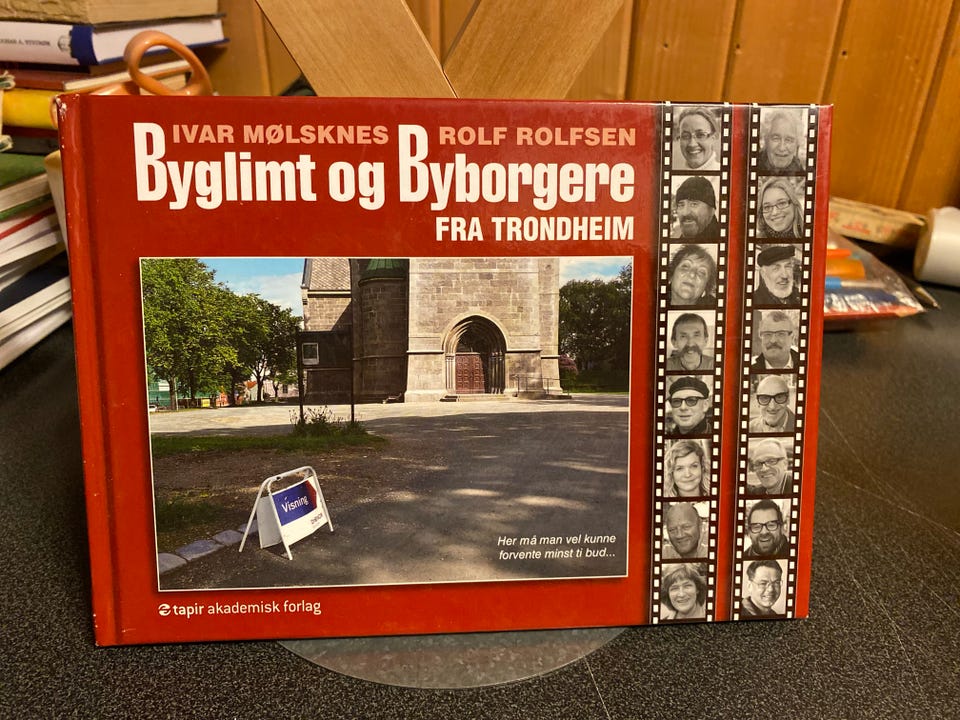 IVAR MØLSKNES ROLF ROLFSEN
Byglimt og Byborgere
FRA TRONDHEIM
Visning
Her må man vel kunne
forvente minst ti bud...
tapir akademisk forlag